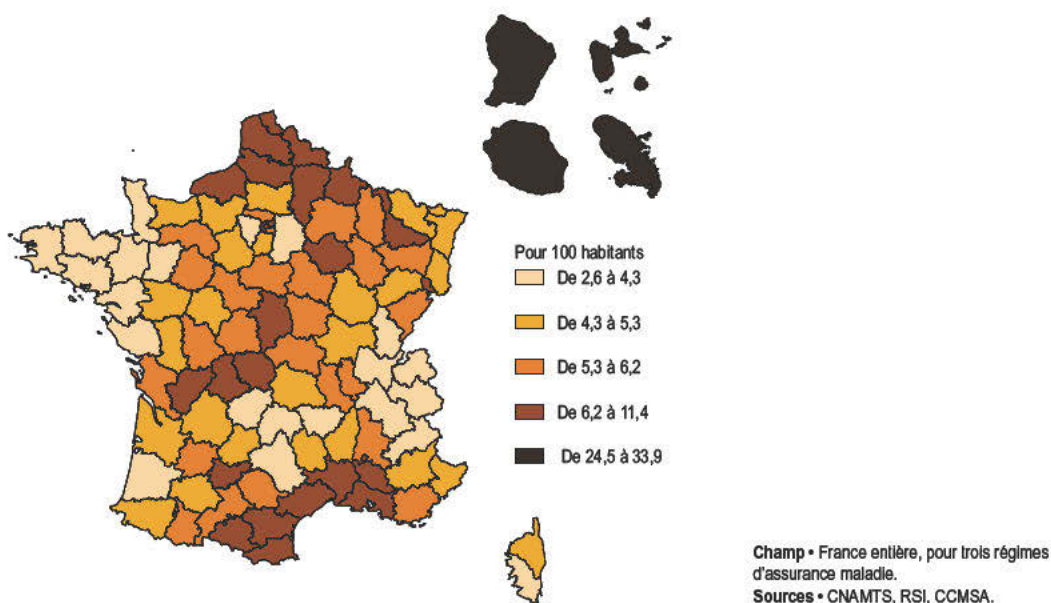 Pour 100 habitants
De 2,6 à 4,3
De 4,3 à 5,3
De 5,3 à 6,2
De 6,2 à 11,4
De 24,5 à 33,9
Champ • France entière, pour trois régimes
d'assurance maladie.
Sources • CNAMTS, RSI, CCMSA.